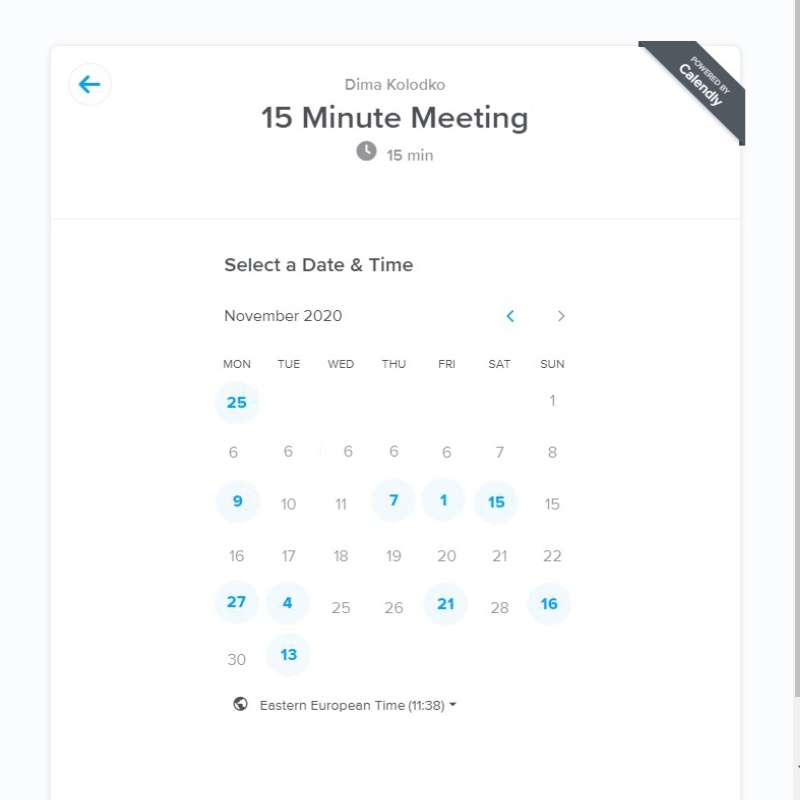 POWERED BY
Calendly
Dima Kolodko
15 Minute Meeting
15 min
Select a Date & Time
November 2020
MON TUE WED THU FRI SAT SUN
25 1
6 6 6 6 6 7 8
9 10 11 7 1 15 15
16 17 18 19 20 21 22
27 4 25 26 21 28 16
30 13
Eastern European Time (11:38)